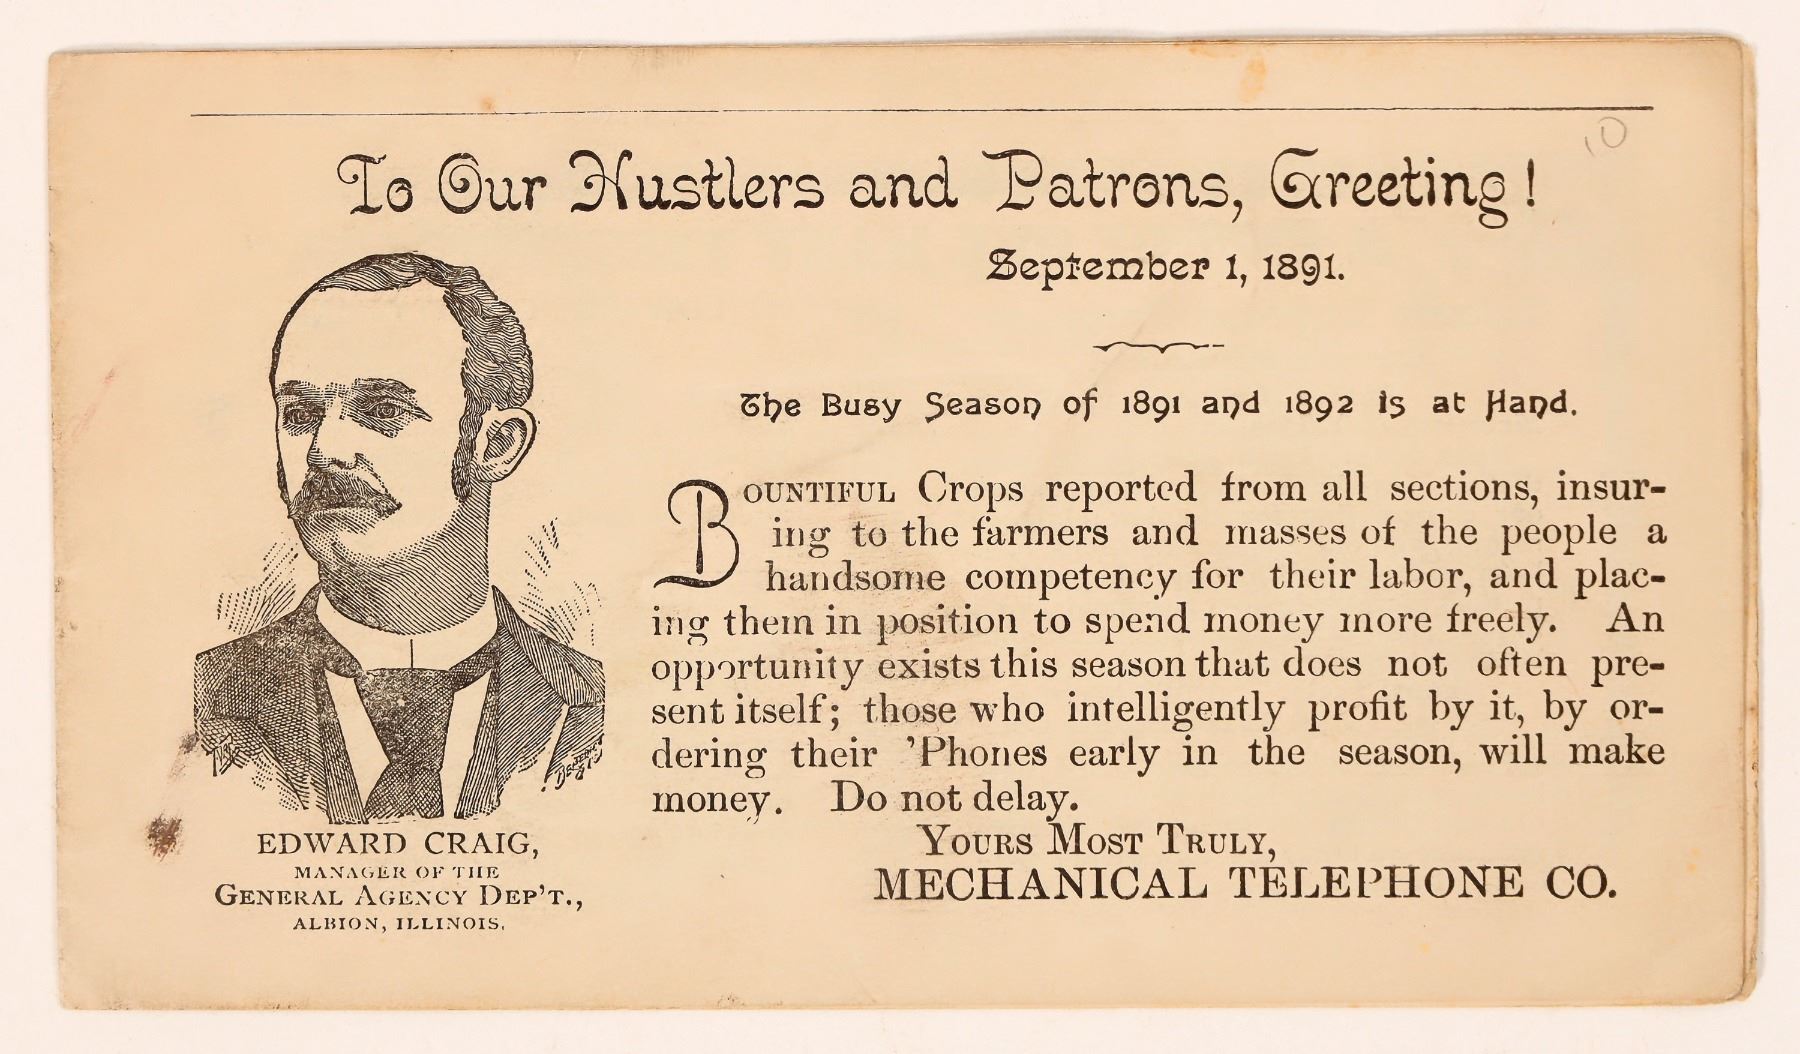 To Our Hustlers and Patrons, Greeting!
September 1, 1891.
The Busy Season of 1891 and 1892 is at Hand.
BOUNTIFUL Crops reported from all sections, insur-
ing to the farmers and masses of the people a
handsome competency for their labor, and plac-
ing them in position to spend money more freely. An
opportunity exists this season that does not often pre-
sent itself; those who intelligently profit by it, by or-
dering their 'Phones early in the season, will make
money. Do not delay.
YOURS MOST TRULY,
MECHANICAL TELEPHONE CO.
EDWARD CRAIG,
MANAGER OF THE
GENERAL AGENCY DEP'T.,
ALBION, ILLINOIS.
10